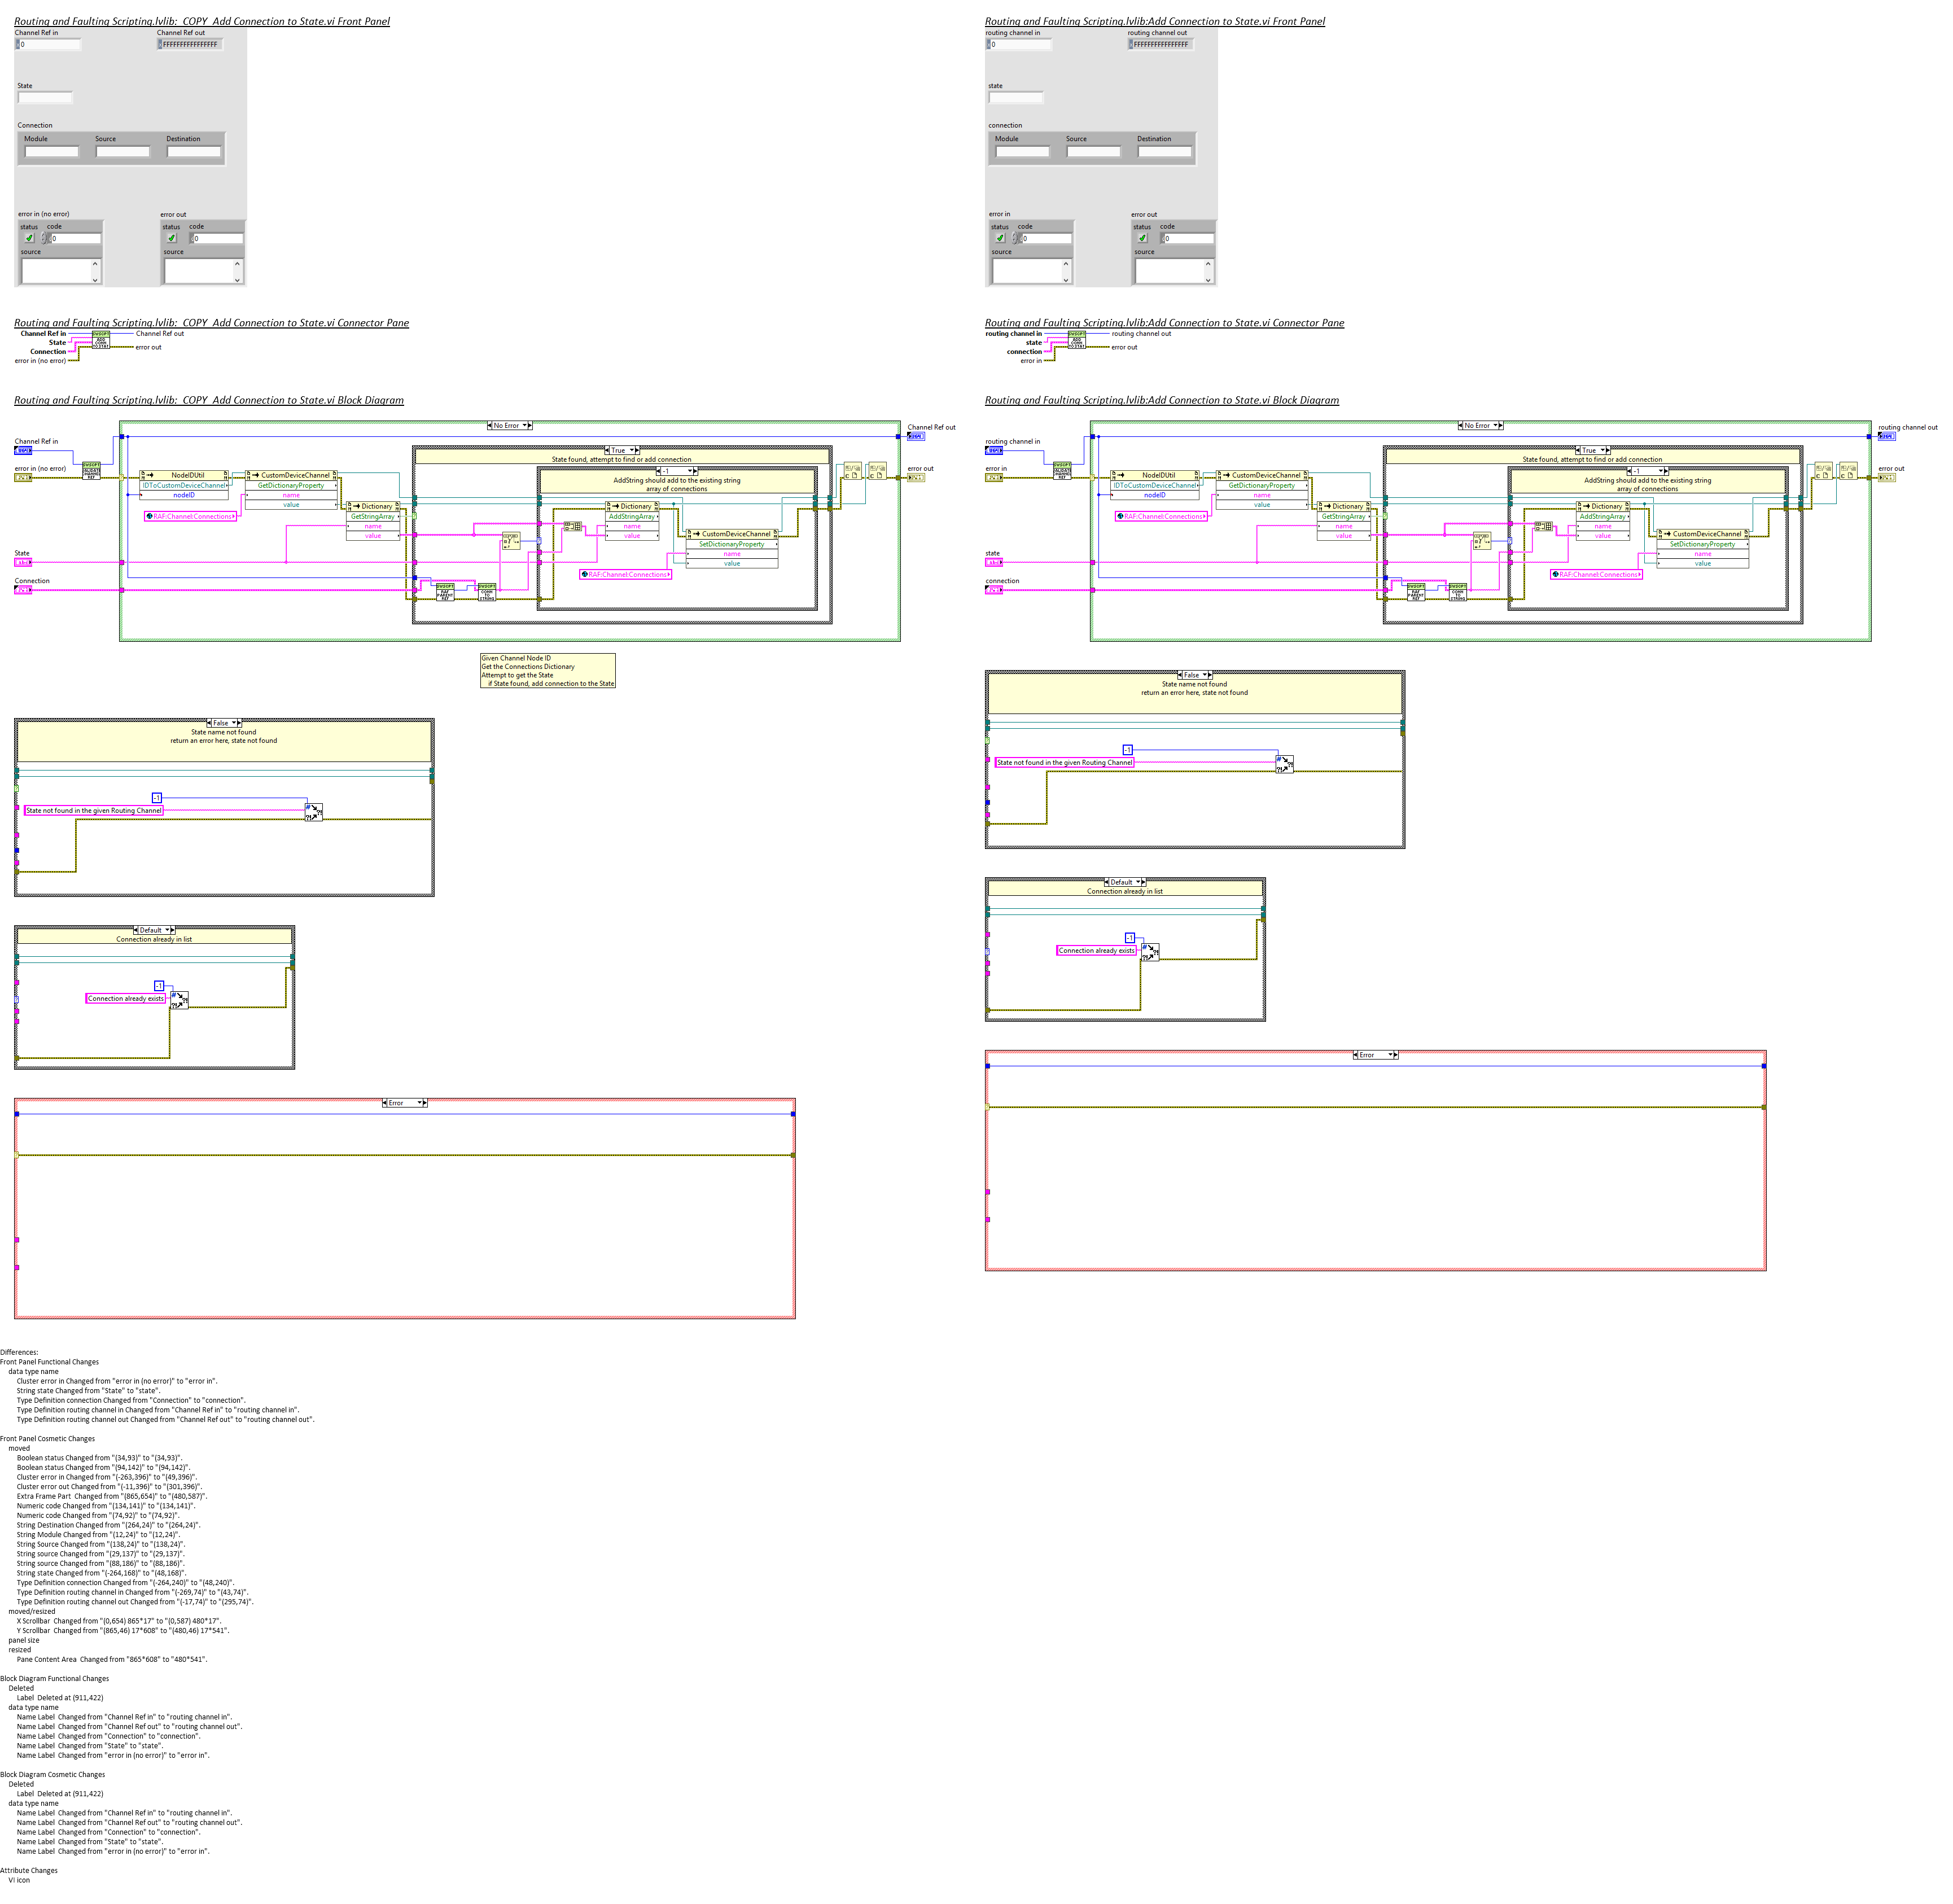 Routing and Faulting Scripting.lvlib:_COPY_Add Connection to State.vi Front Panel
Channel Ref in
Channel Ref out
0
FFFFFFFFFFFFFFFF
State
Connection
Module
Source
Destination
error in (no error)
error out
status
code
0
source
status
code
0
source
Routing and Faulting Scripting.lvlib:_COPY_Add Connection to State.vi Connector Pane
Channel Ref in
State
Connection
error in (no error)
Channel Ref out
error out
Routing and Faulting Scripting.lvlib:_COPY_Add Connection to State.vi Block Diagram
No Error
Channel Ref in
Channel Ref out
error in (no error)
error out
True
State found, attempt to find or add connection
-1
AddString should add to the existing string
array of connections
NodeIDUtil
IDToCustomDeviceChannel
nodeID
CustomDeviceChannel
GetDictionaryProperty
name
value
RAF:Channel:Connections
Dictionary
GetStringArray
name
value
Dictionary
AddStringArray
name
value
CustomDeviceChannel
SetDictionaryProperty
name
value
RAF:Channel:Connections
State
Connection
Given Channel Node ID
Get the Connections Dictionary
Attempt to get the State
if State found, add connection to the State
False
State name not found
return an error here, state not found
-1
State not found in the given Routing Channel
Default
Connection already in list
-1
Connection already exists
Error
Routing and Faulting Scripting.lvlib:Add Connection to State.vi Front Panel
routing channel in
routing channel out
0
FFFFFFFFFFFFFFFF
state
connection
Module
Source
Destination
error in
error out
status
code
0
source
status
code
0
source
Routing and Faulting Scripting.lvlib:Add Connection to State.vi Connector Pane
routing channel in
state
connection
error in
routing channel out
error out
Routing and Faulting Scripting.lvlib:Add Connection to State.vi Block Diagram
No Error
routing channel in
routing channel out
error in
error out
True
State found, attempt to find or add connection
-1
AddString should add to the existing string
array of connections
NodeIDUtil
IDToCustomDeviceChannel
nodeID
CustomDeviceChannel
GetDictionaryProperty
name
value
RAF:Channel:Connections
Dictionary
GetStringArray
name
value
Dictionary
AddStringArray
name
value
CustomDeviceChannel
SetDictionaryProperty
name
value
RAF:Channel:Connections
state
connection
False
State name not found
return an error here, state not found
-1
State not found in the given Routing Channel
Default
Connection already in list
-1
Connection already exists
Error
Differences:
Front Panel Functional Changes
data type name
Cluster error in Changed from "error in (no error)" to "error in".
String state Changed from "State" to "state".
Type Definition connection Changed from "Connection" to "connection".
Type Definition routing channel in Changed from "Channel Ref in" to "routing channel in".
Type Definition routing channel out Changed from "Channel Ref out" to "routing channel out".
Front Panel Cosmetic Changes
moved
Boolean status Changed from "(34,93)" to "(34,93)".
Boolean status Changed from "(94,142)" to "(94,142)".
Cluster error in Changed from "(-263,396)" to "(49,396)".
Cluster error out Changed from "(-11,396)" to "(301,396)".
Extra Frame Part  Changed from "(865,654)" to "(480,587)".
Numeric code Changed from "(134,141)" to "(134,141)".
Numeric code Changed from "(74,92)" to "(74,92)".
String Destination Changed from "(264,24)" to "(264,24)".
String Module Changed from "(12,24)" to "(12,24)".
String Source Changed from "(138,24)" to "(138,24)".
String source Changed from "(29,137)" to "(29,137)".
String source Changed from "(88,186)" to "(88,186)".
String state Changed from "(-264,168)" to "(48,168)".
Type Definition connection Changed from "(-264,240)" to "(48,240)".
Type Definition routing channel in Changed from "(-269,74)" to "(43,74)".
Type Definition routing channel out Changed from "(-17,74)" to "(295,74)".
moved/resized
X Scrollbar  Changed from "(0,654) 865*17" to "(0,587) 480*17".
Y Scrollbar  Changed from "(865,46) 17*608" to "(480,46) 17*541".
panel size
resized
Pane Content Area  Changed from "865*608" to "480*541".
Block Diagram Functional Changes
Deleted
Label  Deleted at (911,422)
data type name
Name Label  Changed from "Channel Ref in" to "routing channel in".
Name Label  Changed from "Channel Ref out" to "routing channel out".
Name Label  Changed from "Connection" to "connection".
Name Label  Changed from "State" to "state".
Name Label  Changed from "error in (no error)" to "error in".
Block Diagram Cosmetic Changes
Deleted
Label  Deleted at (911,422)
data type name
Name Label  Changed from "Channel Ref in" to "routing channel in".
Name Label  Changed from "Channel Ref out" to "routing channel out".
Name Label  Changed from "Connection" to "connection".
Name Label  Changed from "State" to "state".
Name Label  Changed from "error in (no error)" to "error in".
Attribute Changes
VI icon